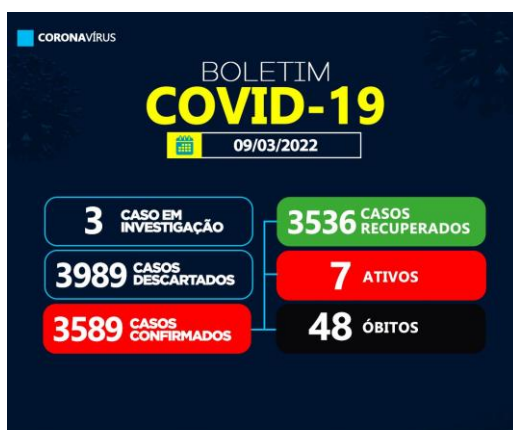 CORONAVÍRUS
BOLETIM
COVID-19
09/03/2022
3 CASO EM
INVESTIGAÇÃO
3989 CASOS
DESCARTADOS
3589 CASOS
CONFIRMADOS
3536 CASOS
RECUPERADOS
7 ATIVOS
48 ÓBITOS